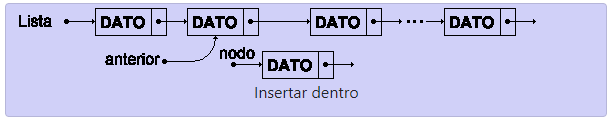 Lista DATO DATO DATO DATO
anterior nodo DATO
Insertar dentro